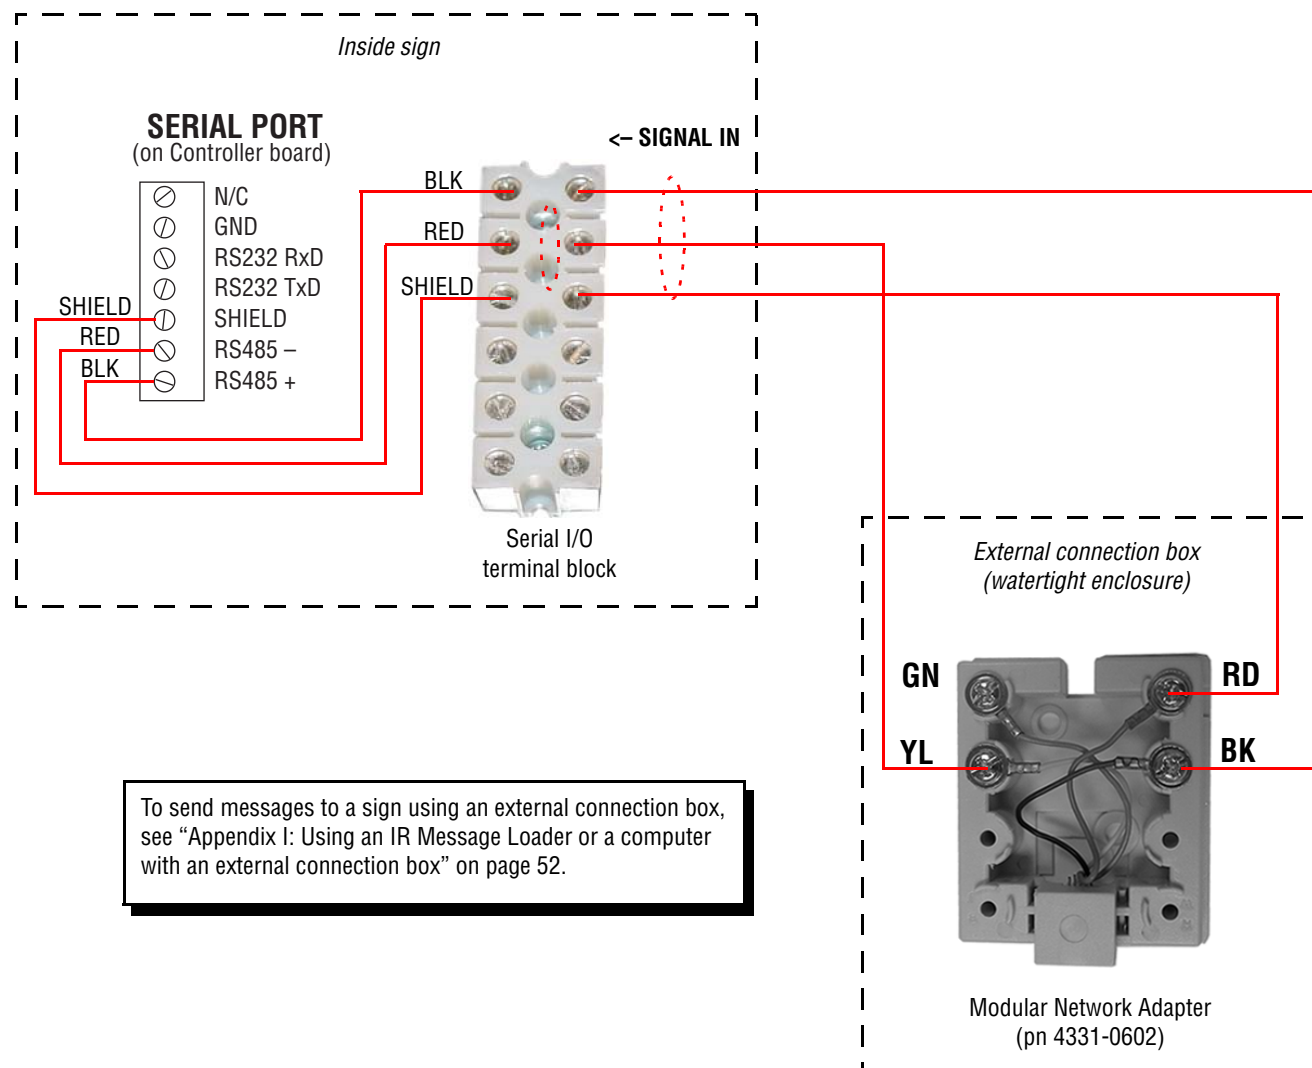 Inside sign
SERIAL PORT
(on Controller board)
<– SIGNAL IN
N/C
GND
RS232 RxD
RS232 TxD
SHIELD
RS485 –
RS485 +
SHIELD
RED
BLK
BLK
RED
SHIELD
Serial I/O
terminal block
External connection box
(watertight enclosure)
GN
RD
YL
BK
Modular Network Adapter
(pn 4331-0602)
To send messages to a sign using an external connection box,
see “Appendix I: Using an IR Message Loader or a computer
with an external connection box” on page 52.